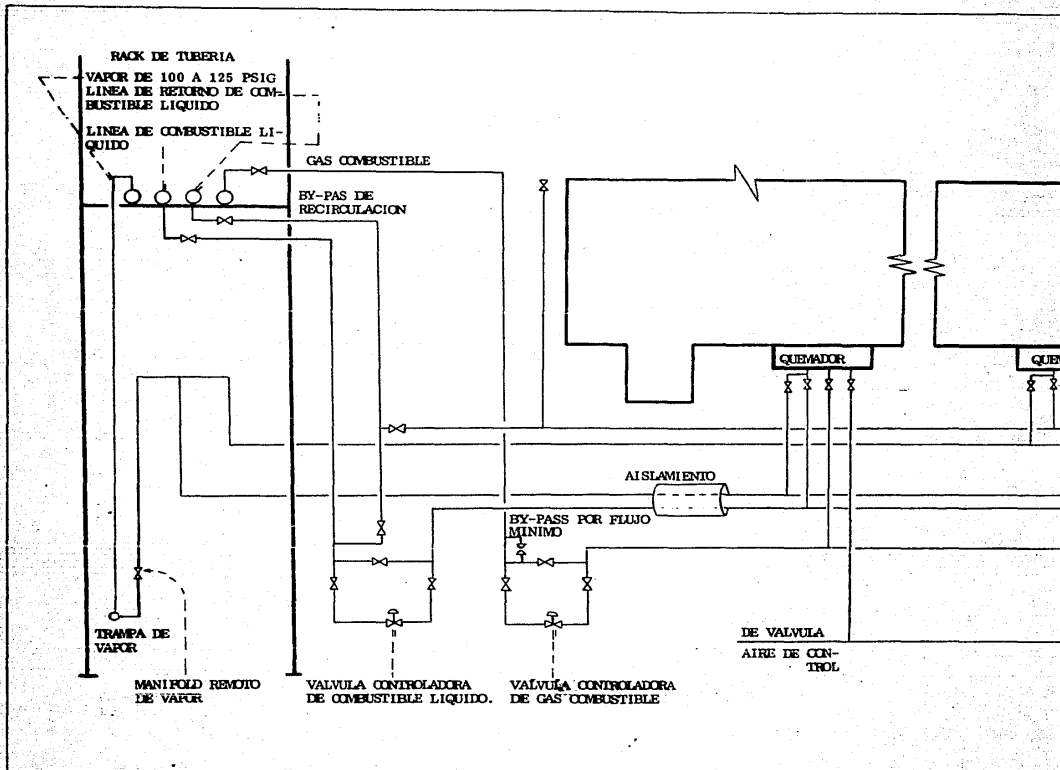 RACK DE TUBERIA
VAPOR DE 100 A 125 PSIG
LINEA DE RETORNO DE COM-
BUSTIBLE LIQUIDO
LINEA DE COMBUSTIBLE LI-
QUIDO
GAS COMBUSTIBLE
BY-PAS DE
RECIRCULACION
QUEMADOR
QUEM
AISLAMIENTO
BY-PASS POR FLUJO
MINIMO
TRAMPA DE
VAPOR
DE VALVULA
AIRE DE CON-
TROL
MANIFOLD REMOTO
DE VAPOR
VALVULA CONTROLADORA
DE COMBUSTIBLE LIQUIDO.
VALVULA CONTROLADORA
DE GAS COMBUSTIBLE